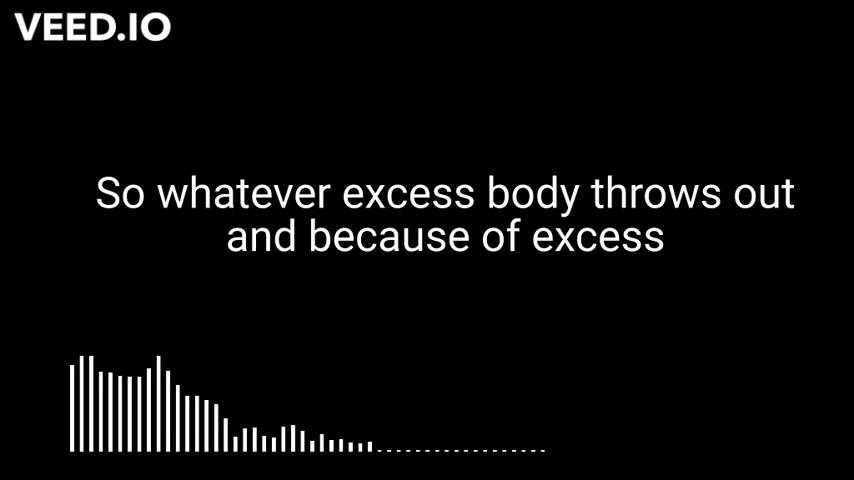 VEED.IO
So whatever excess body throws out
and because of excess